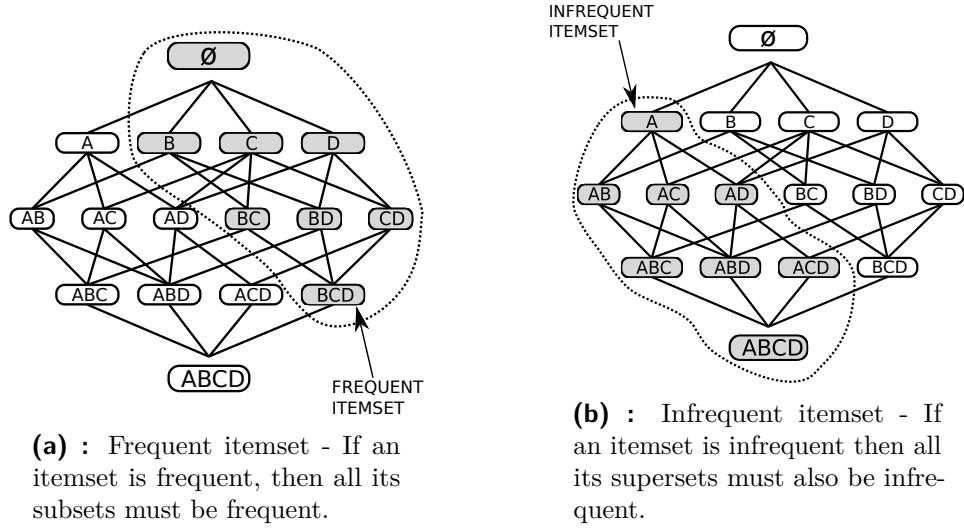 Ø
A B C D
AB AC AD BC BD CD
ABC ABD ACD BCD
ABCD
FREQUENT
ITEMSET
(a) : Frequent itemset - If an
itemset is frequent, then all its
subsets must be frequent.
INFREQUENT
ITEMSET
Ø
A B C D
AB AC AD BC BD CD
ABC ABD ACD BCD
ABCD
(b) : Infrequent itemset - If
an itemset is infrequent then all
its supersets must also be infre-
quent.